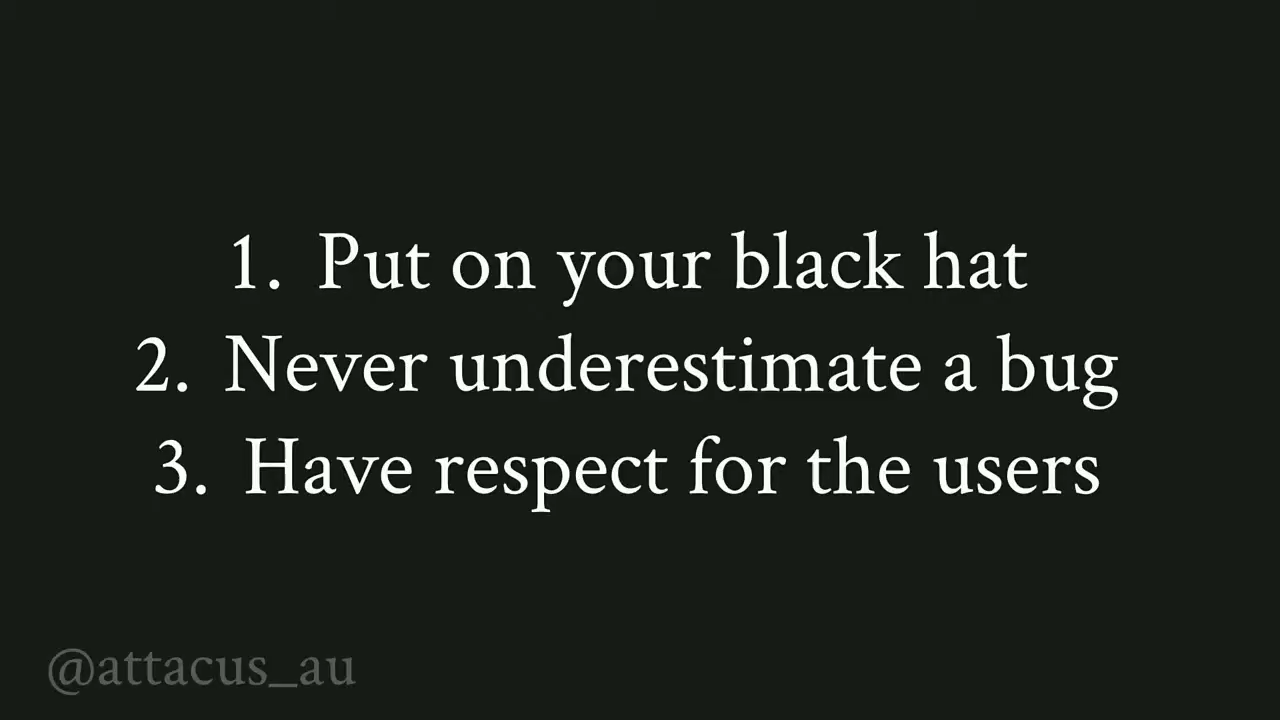 1. Put on your black hat
2. Never underestimate a bug
3. Have respect for the users
@attacus_au